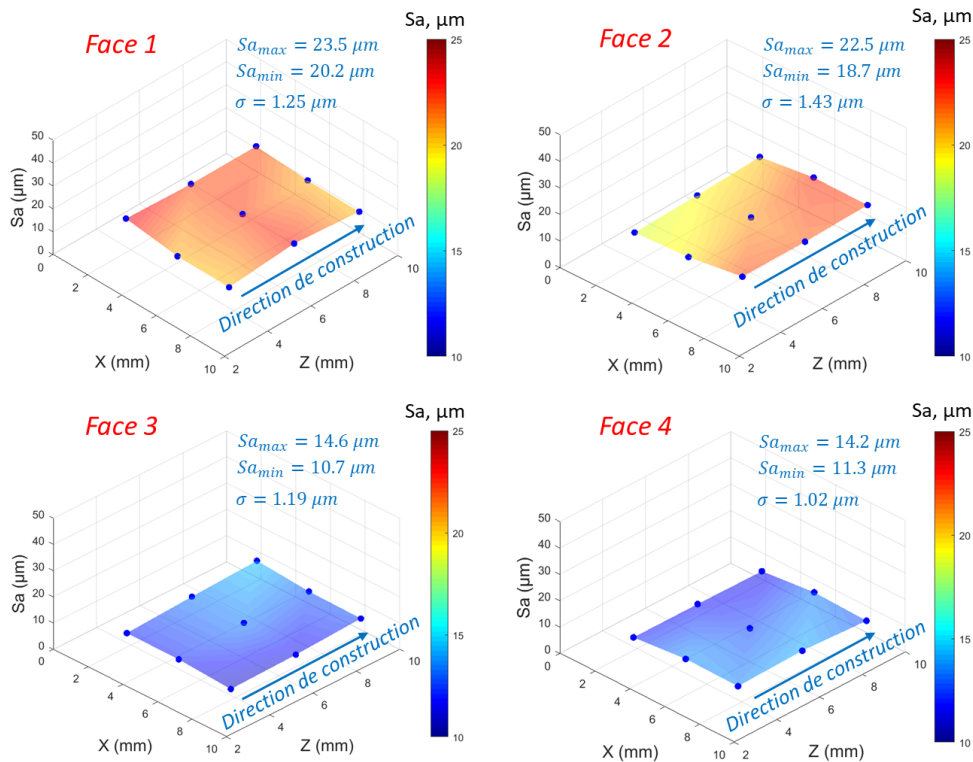 Face 1
Sa, μm
Sa_max = 23.5 μm
Sa_min = 20.2 μm
σ = 1.25 μm
25
20
15
10
50
40
30
20
10
0
Sa (μm)
0
2
4
6
8
10
X (mm)
2
4
6
8
10
Z (mm)
Direction de construction
Face 2
Sa, μm
Sa_max = 22.5 μm
Sa_min = 18.7 μm
σ = 1.43 μm
25
20
15
10
50
40
30
20
10
0
Sa (μm)
0
2
4
6
8
10
X (mm)
2
4
6
8
10
Z (mm)
Direction de construction
Face 3
Sa, μm
Sa_max = 14.6 μm
Sa_min = 10.7 μm
σ = 1.19 μm
25
20
15
10
50
40
30
20
10
0
Sa (μm)
0
2
4
6
8
10
X (mm)
2
4
6
8
10
Z (mm)
Direction de construction
Face 4
Sa, μm
Sa_max = 14.2 μm
Sa_min = 11.3 μm
σ = 1.02 μm
25
20
15
10
50
40
30
20
10
0
Sa (μm)
0
2
4
6
8
10
X (mm)
2
4
6
8
10
Z (mm)
Direction de construction